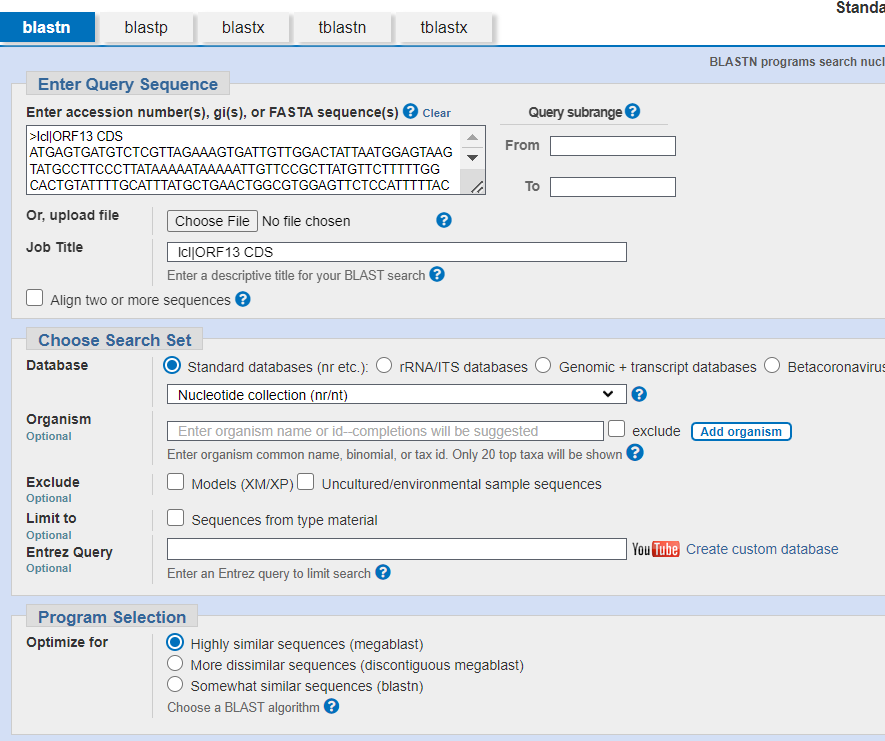 Standa
blastn blastp blastx tblastn tblastx
BLASTN programs search nucl
Enter Query Sequence
Enter accession number(s), gi(s), or FASTA sequence(s) ? Clear Query subrange ?
>lcl|ORF13 CDS
ATGAGTGATGTCTCGTTAGAAAGTGATTGTTGGACTATTAATGGAGTAAG
TATGCCTTCCCTTATAAAAATAAAAATTGTTCCGCTTATGTTCTTTTTGG
CACTGTATTTTGCATTTATGCTGAACTGGCGTGGAGTTCTCCATTTTTAC
From
To
Or, upload file Choose File No file chosen ?
Job Title lcl|ORF13 CDS
Enter a descriptive title for your BLAST search ?
Align two or more sequences ?
Choose Search Set
Database Standard databases (nr etc.): rRNA/ITS databases Genomic + transcript databases Betacoronavirus
Nucleotide collection (nr/nt) ?
Organism
Optional
Enter organism name or id--completions will be suggested exclude Add organism
Enter organism common name, binomial, or tax id. Only 20 top taxa will be shown ?
Exclude
Optional
Models (XM/XP) Uncultured/environmental sample sequences
Limit to
Optional
Sequences from type material
Entrez Query
Optional
YouTube Create custom database
Enter an Entrez query to limit search ?
Program Selection
Optimize for Highly similar sequences (megablast)
More dissimilar sequences (discontiguous megablast)
Somewhat similar sequences (blastn)
Choose a BLAST algorithm ?